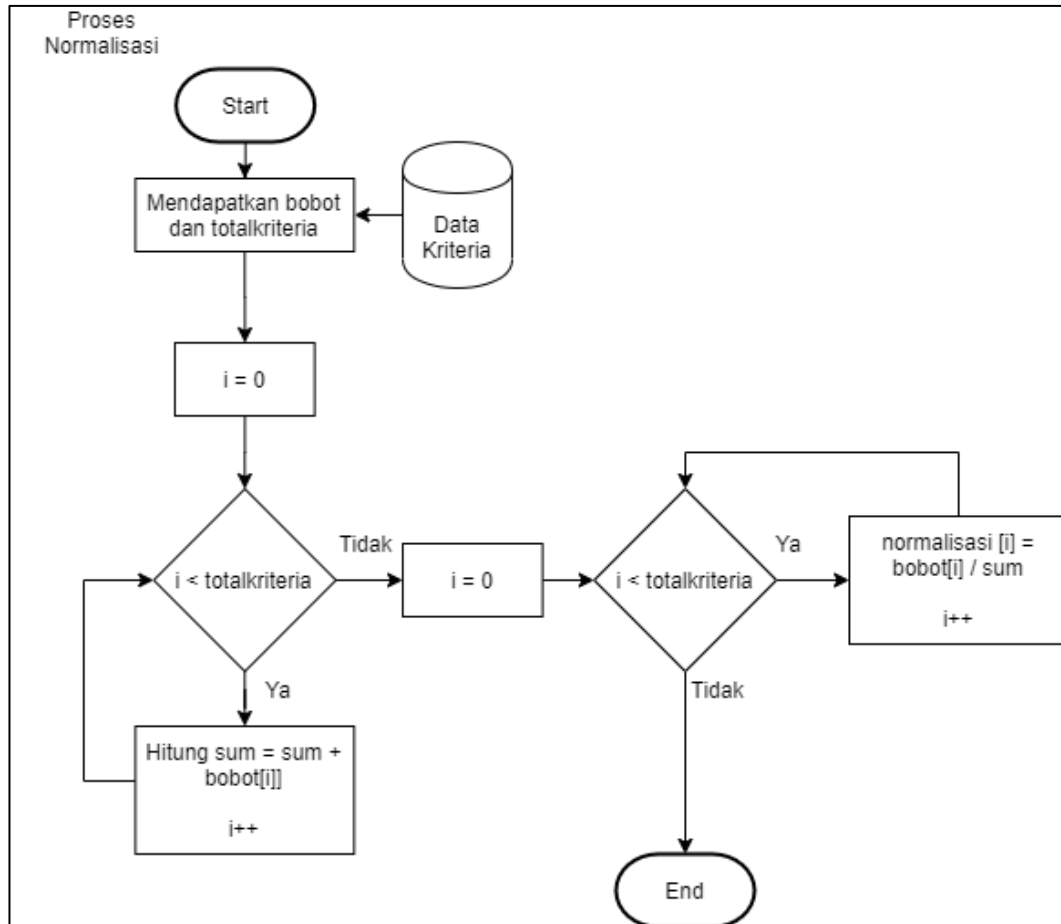 Proses
Normalisasi
Start
Mendapatkan bobot
dan totalkriteria
Data
Kriteria
i = 0
i < totalkriteria
Tidak
i = 0
i < totalkriteria
Ya
normalisasi [i] =
bobot[i] / sum
i++
Ya
Hitung sum = sum +
bobot[i]]
i++
Tidak
End